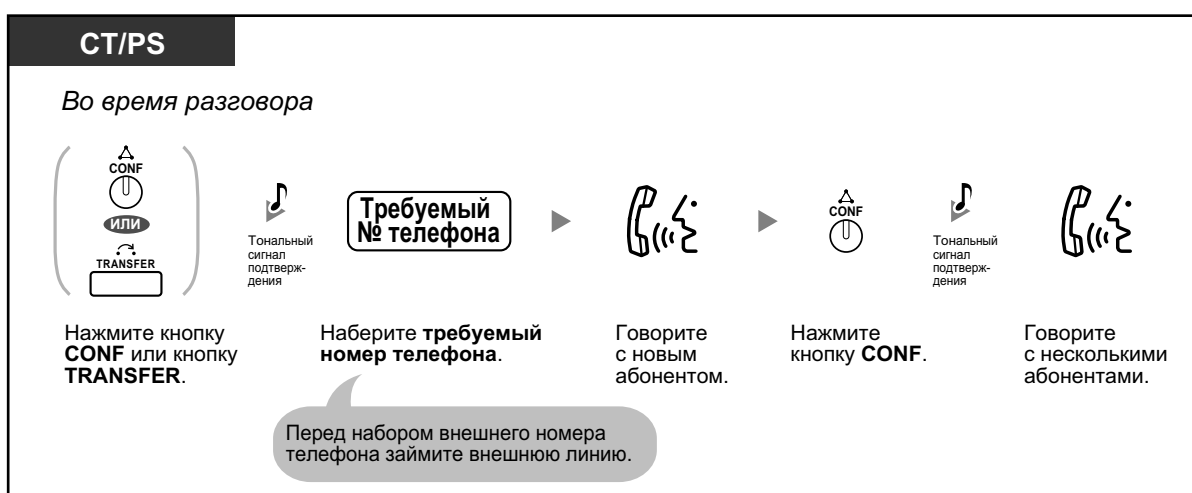 CT/PS
Во время разговора
CONF
ИЛИ
TRANSFER
Тональный
сигнал
подтверж-
дения
Требуемый
№ телефона
CONF
Тональный
сигнал
подтверж-
дения
Нажмите кнопку
CONF или кнопку
TRANSFER.
Наберите требуемый
номер телефона.
Говорите
с новым
абонентом.
Нажмите
кнопку CONF.
Говорите
с несколькими
абонентами.
Перед набором внешнего номера
телефона займите внешнюю линию.